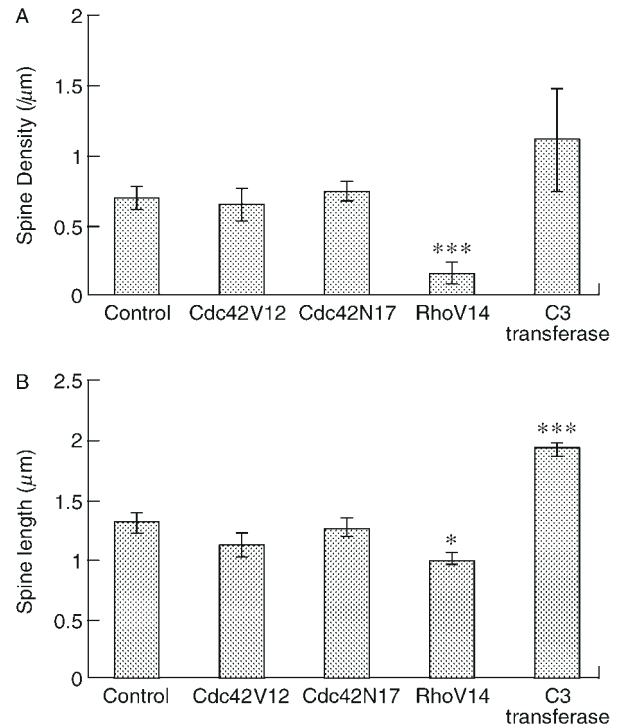 A
2
1.5
1
0.5
0
Spine Density (/μm)
***
Control Cdc42V12 Cdc42N17 RhoV14 C3
transferase
B
2.5
2
1.5
1
0.5
0
Spine length (μm)
***
*
Control Cdc42V12 Cdc42N17 RhoV14 C3
transferase